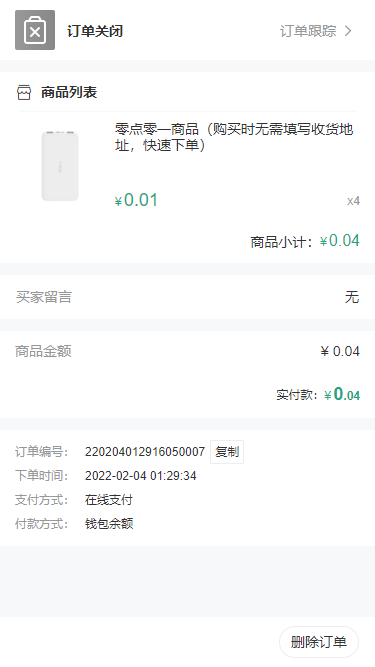 订单关闭 订单跟踪
商品列表
零点零一商品（购买时无需填写收货地
址，快速下单）
¥0.01 x4
商品小计：¥0.04
买家留言 无
商品金额 ¥ 0.04
实付款：¥0.04
订单编号： 220204012916050007 复制
下单时间： 2022-02-04 01:29:34
支付方式： 在线支付
付款方式： 钱包余额
删除订单